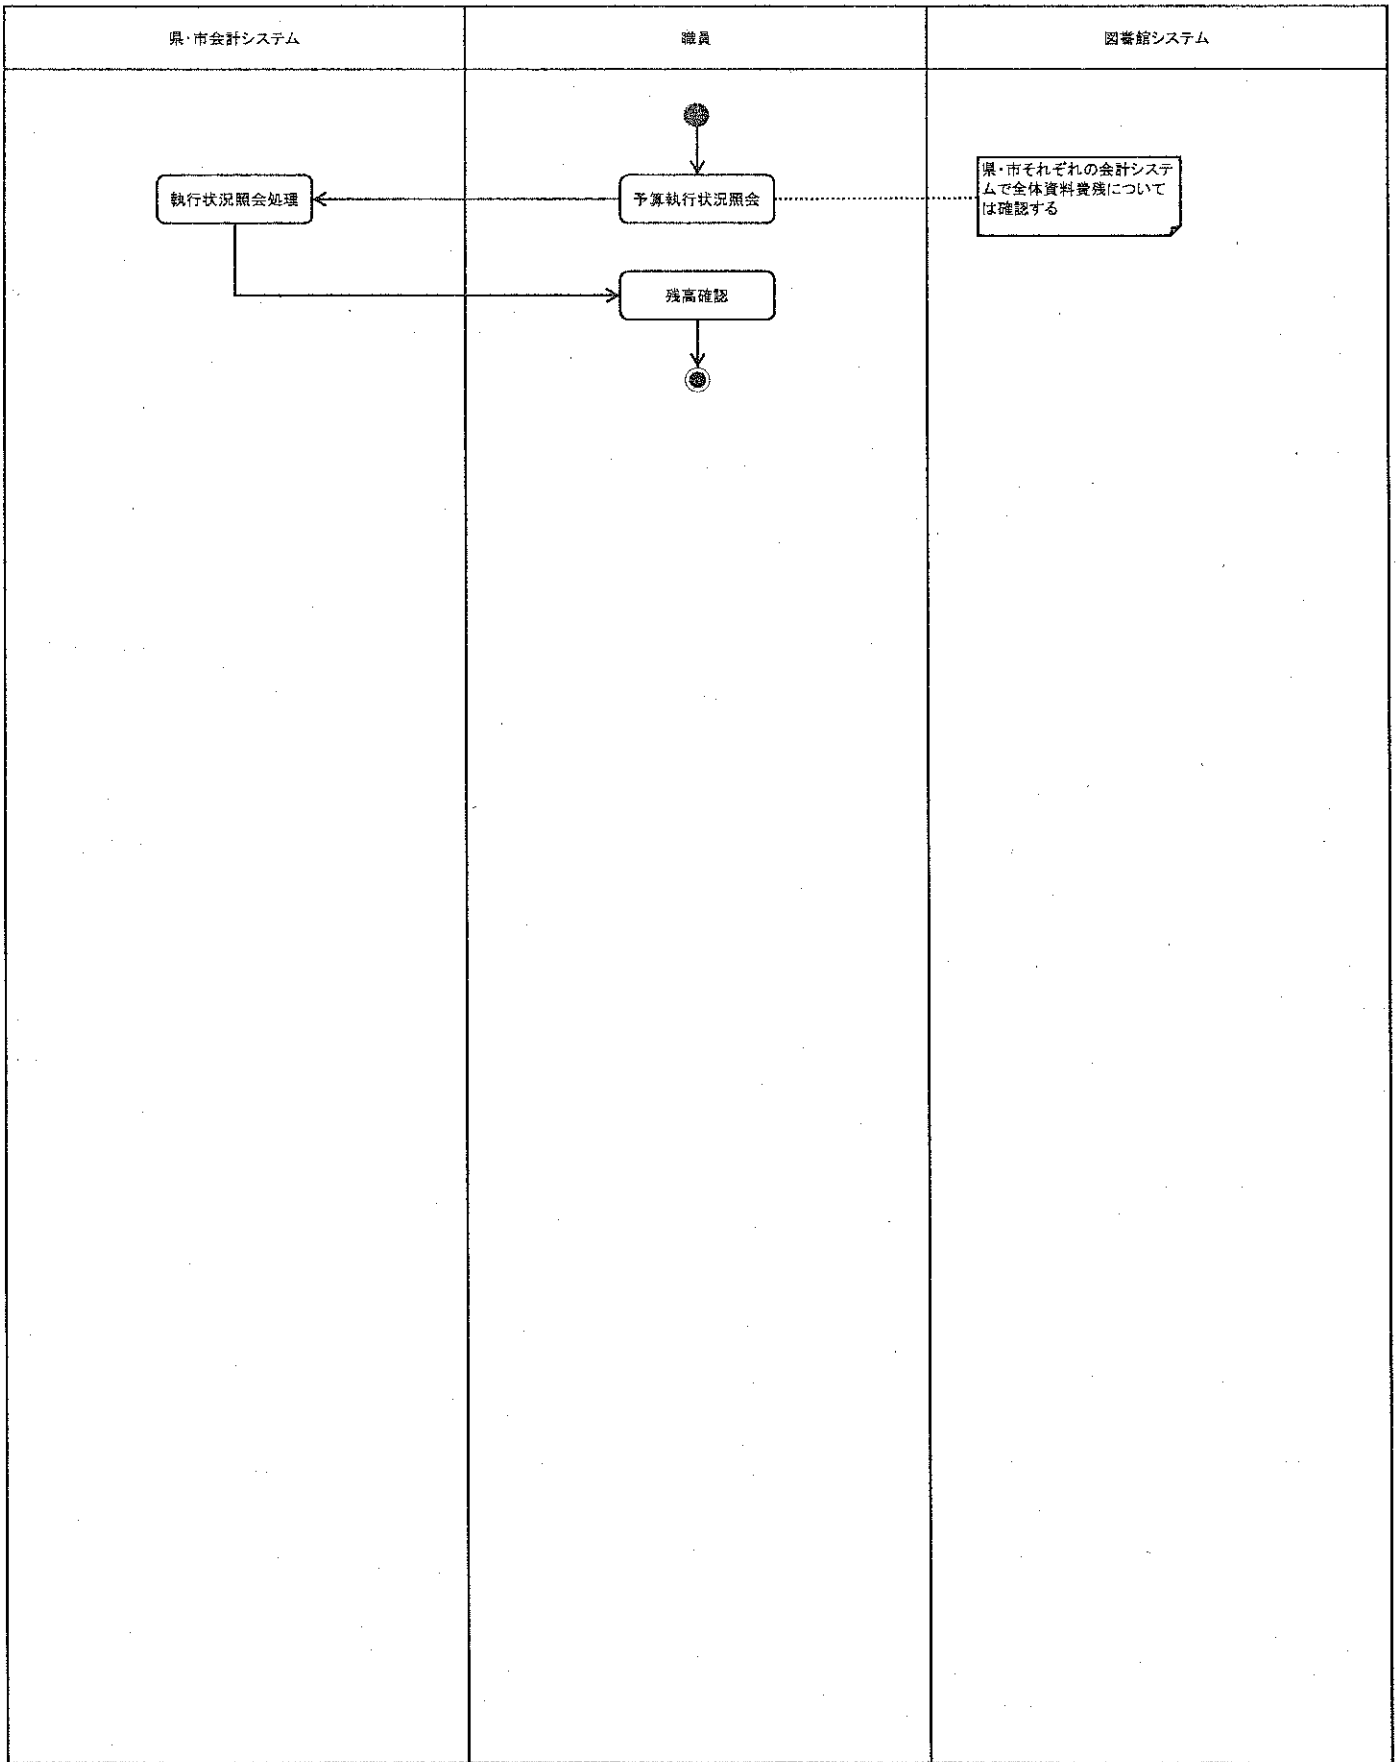 県・市会計システム
職員
図書館システム
県・市それぞれの会計システ
ムで全体資料費残について
は確認する
執行状況照会処理
予算執行状況照会
残高確認